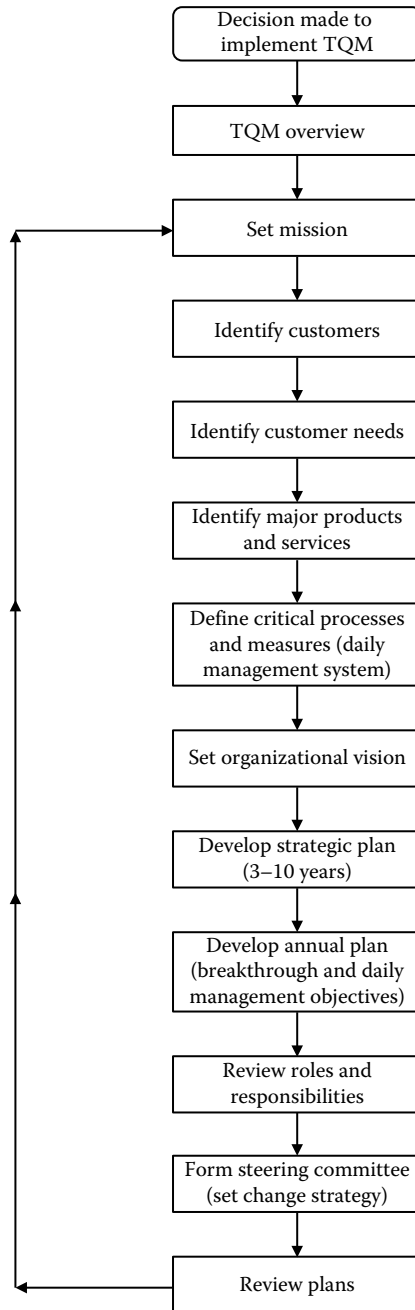 Decision made to
implement TQM
TQM overview
Set mission
Identify customers
Identify customer needs
Identify major products
and services
Define critical processes
and measures (daily
management system)
Set organizational vision
Develop strategic plan
(3–10 years)
Develop annual plan
(breakthrough and daily
management objectives)
Review roles and
responsibilities
Form steering committee
(set change strategy)
Review plans